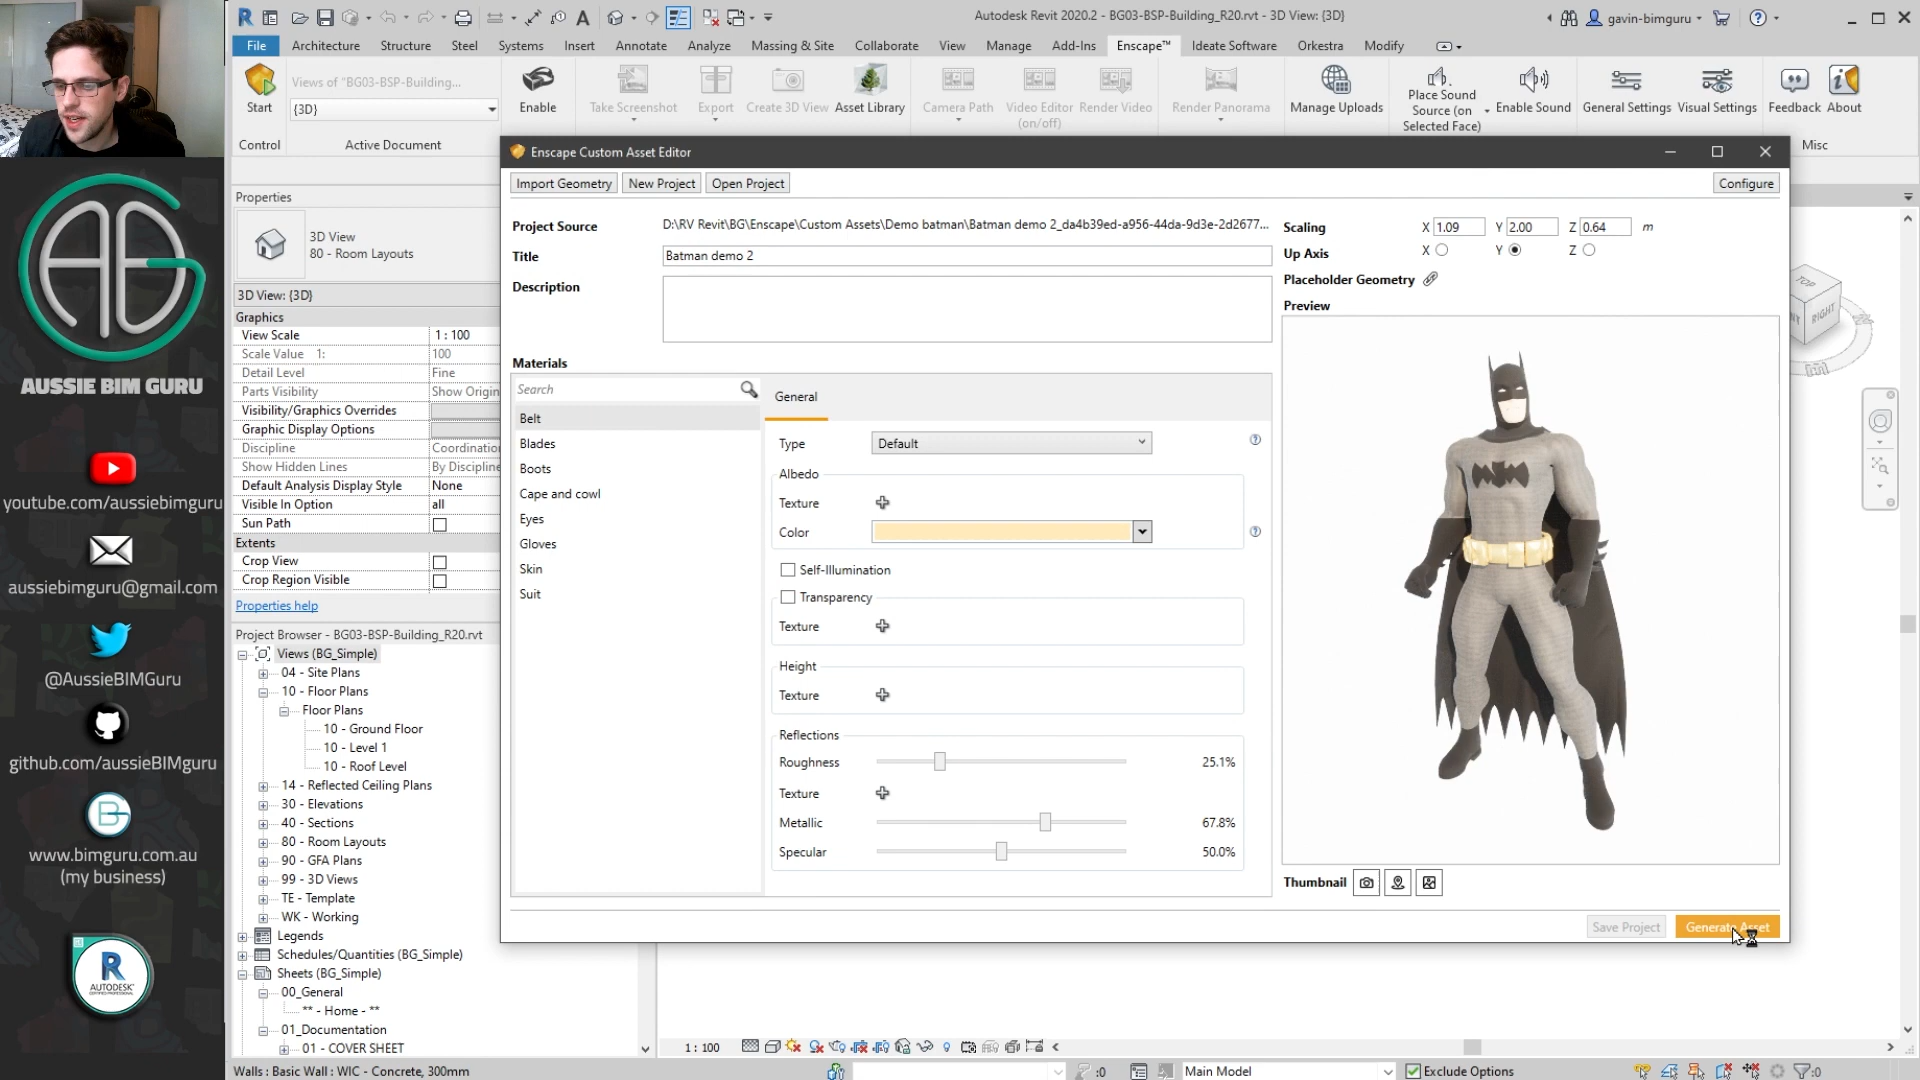 Autodesk Revit 2020.2 - BG03-BSP-Building_R20.rvt - 3D View: {3D}
gavin-bimguru
File
Architecture
Structure
Steel
Systems
Insert
Annotate
Analyze
Massing & Site
Collaborate
View
Manage
Add-Ins
Enscape™
Ideate Software
Orkestra
Modify
Start
Views of "BG03-BSP-Building...
{3D}
Enable
Take Screenshot
Export
Create 3D View
Asset Library
Camera Path
Video Editor
(on/off)
Render Video
Render Panorama
Manage Uploads
Place Sound
Source (on
Selected Face)
Enable Sound
General Settings
Visual Settings
Feedback
About
Control
Active Document
Misc
AUSSIE BIM GURU
youtube.com/aussiebimguru
aussiebimguru@gmail.com
@AussieBIMGuru
github.com/aussieBIMguru
www.bimguru.com.au
(my business)
R
AUTODESK
CERTIFIED PROFESSIONAL
Properties
3D View
80 - Room Layouts
3D View: {3D}
Graphics
View Scale 1 : 100
Scale Value 1: 100
Detail Level Fine
Parts Visibility Show Origin
Visibility/Graphics Overrides
Graphic Display Options
Discipline Coordinatio
Show Hidden Lines By Discipline
Default Analysis Display Style None
Visible In Option all
Sun Path
Extents
Crop View
Crop Region Visible
Properties help
Project Browser - BG03-BSP-Building_R20.rvt
Views (BG_Simple)
04 - Site Plans
10 - Floor Plans
Floor Plans
10 - Ground Floor
10 - Level 1
10 - Roof Level
14 - Reflected Ceiling Plans
30 - Elevations
40 - Sections
80 - Room Layouts
90 - GFA Plans
99 - 3D Views
TE - Template
WK - Working
Legends
Schedules/Quantities (BG_Simple)
Sheets (BG_Simple)
00_General
** - Home - **
01_Documentation
01 - COVER SHEET
Enscape Custom Asset Editor
Import Geometry
New Project
Open Project
Configure
Project Source D:\RV Revit\BG\Enscape\Custom Assets\Demo batman\Batman demo 2_da4b39ed-a956-44da-9d3e-2d2677...
Title Batman demo 2
Description
Materials
Search
Belt
Blades
Boots
Cape and cowl
Eyes
Gloves
Skin
Suit
General
Type Default
Albedo
Texture
Color
Self-Illumination
Transparency
Texture
Height
Texture
Reflections
Roughness 25.1%
Texture
Metallic 67.8%
Specular 50.0%
Scaling X 1.09 Y 2.00 Z 0.64 m
Up Axis X Y Z
Placeholder Geometry
Preview
Thumbnail
Save Project
Generate Asset
TOP
RIGHT
1 : 100
Walls : Basic Wall : WIC - Concrete, 300mm
:0
Main Model
Exclude Options
:0